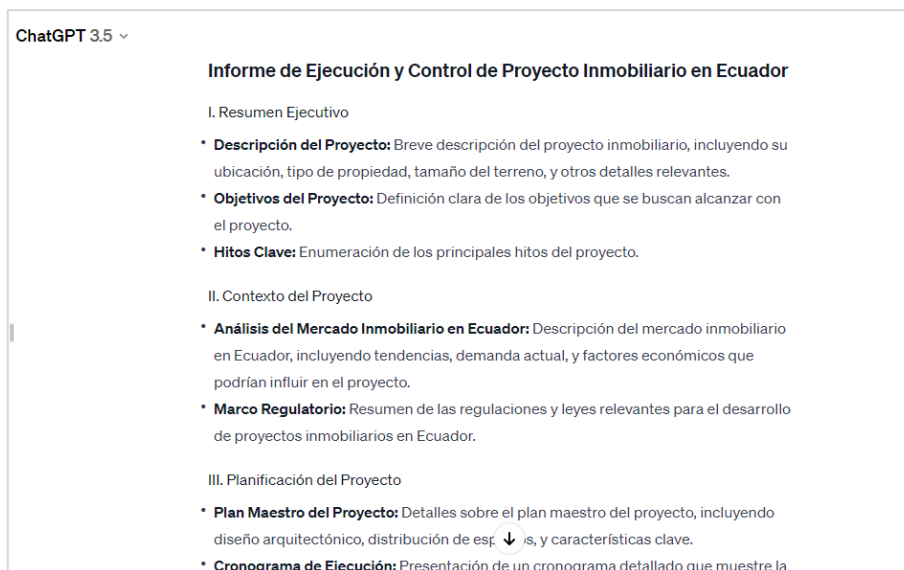 ChatGPT 3.5
Informe de Ejecución y Control de Proyecto Inmobiliario en Ecuador
I. Resumen Ejecutivo
• Descripción del Proyecto: Breve descripción del proyecto inmobiliario, incluyendo su
ubicación, tipo de propiedad, tamaño del terreno, y otros detalles relevantes.
• Objetivos del Proyecto: Definición clara de los objetivos que se buscan alcanzar con
el proyecto.
• Hitos Clave: Enumeración de los principales hitos del proyecto.
II. Contexto del Proyecto
• Análisis del Mercado Inmobiliario en Ecuador: Descripción del mercado inmobiliario
en Ecuador, incluyendo tendencias, demanda actual, y factores económicos que
podrían influir en el proyecto.
• Marco Regulatorio: Resumen de las regulaciones y leyes relevantes para el desarrollo
de proyectos inmobiliarios en Ecuador.
III. Planificación del Proyecto
• Plan Maestro del Proyecto: Detalles sobre el plan maestro del proyecto, incluyendo
diseño arquitectónico, distribución de y características clave.
• Cronograma de Ejecución: Presentación de un cronograma detallado que muestre la